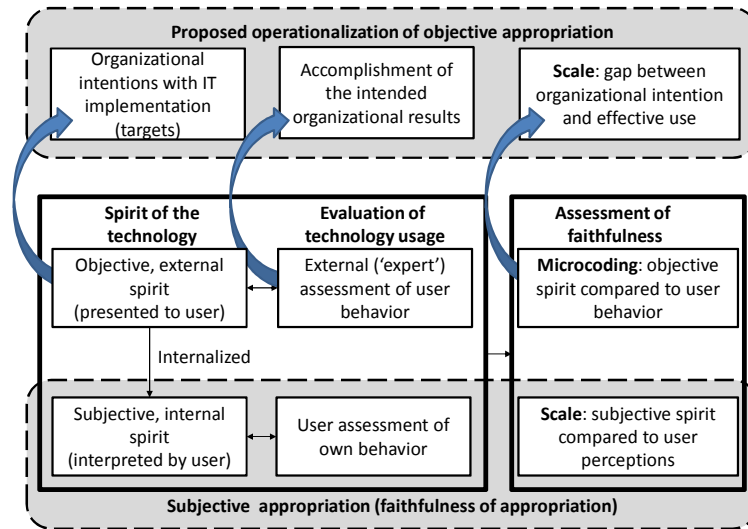 Proposed operationalization of objective appropriation
Organizational
intentions with IT
implementation
(targets)
Accomplishment of
the intended
organizational results
Scale: gap between
organizational intention
and effective use
Spirit of the
technology
Evaluation of
technology usage
Assessment of
faithfulness
Objective, external
spirit
(presented to user)
External ('expert')
assessment of user
behavior
Microcoding: objective
spirit compared to user
behavior
Internalized
Subjective, internal
spirit
(interpreted by user)
User assessment of
own behavior
Scale: subjective spirit
compared to user
perceptions
Subjective appropriation (faithfulness of appropriation)